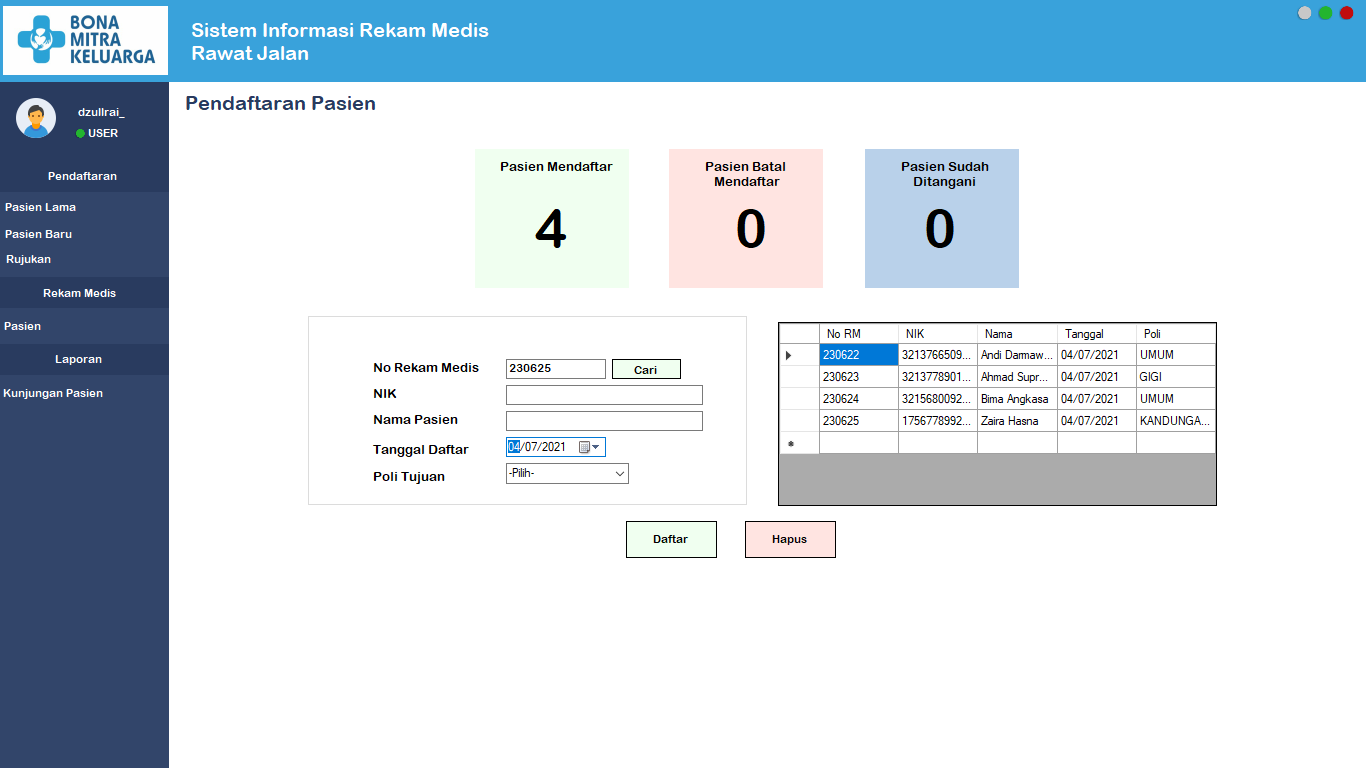 BONA
MITRA
KELUARGA
Sistem Informasi Rekam Medis
Rawat Jalan
dzullrai_
USER
Pendaftaran
Pasien Lama
Pasien Baru
Rujukan
Rekam Medis
Pasien
Laporan
Kunjungan Pasien
Pendaftaran Pasien
Pasien Mendaftar
4
Pasien Batal
Mendaftar
0
Pasien Sudah
Ditangani
0
No Rekam Medis 230625 Cari
NIK
Nama Pasien
Tanggal Daftar 04/07/2021
Poli Tujuan -Pilih-
No RM NIK Nama Tanggal Poli
230622 3213766509... Andi Darmaw... 04/07/2021 UMUM
230623 3213778901... Ahmad Supr... 04/07/2021 GIGI
230624 3215680092... Bima Angkasa 04/07/2021 UMUM
230625 1756778992... Zaira Hasna 04/07/2021 KANDUNGA...
Daftar Hapus